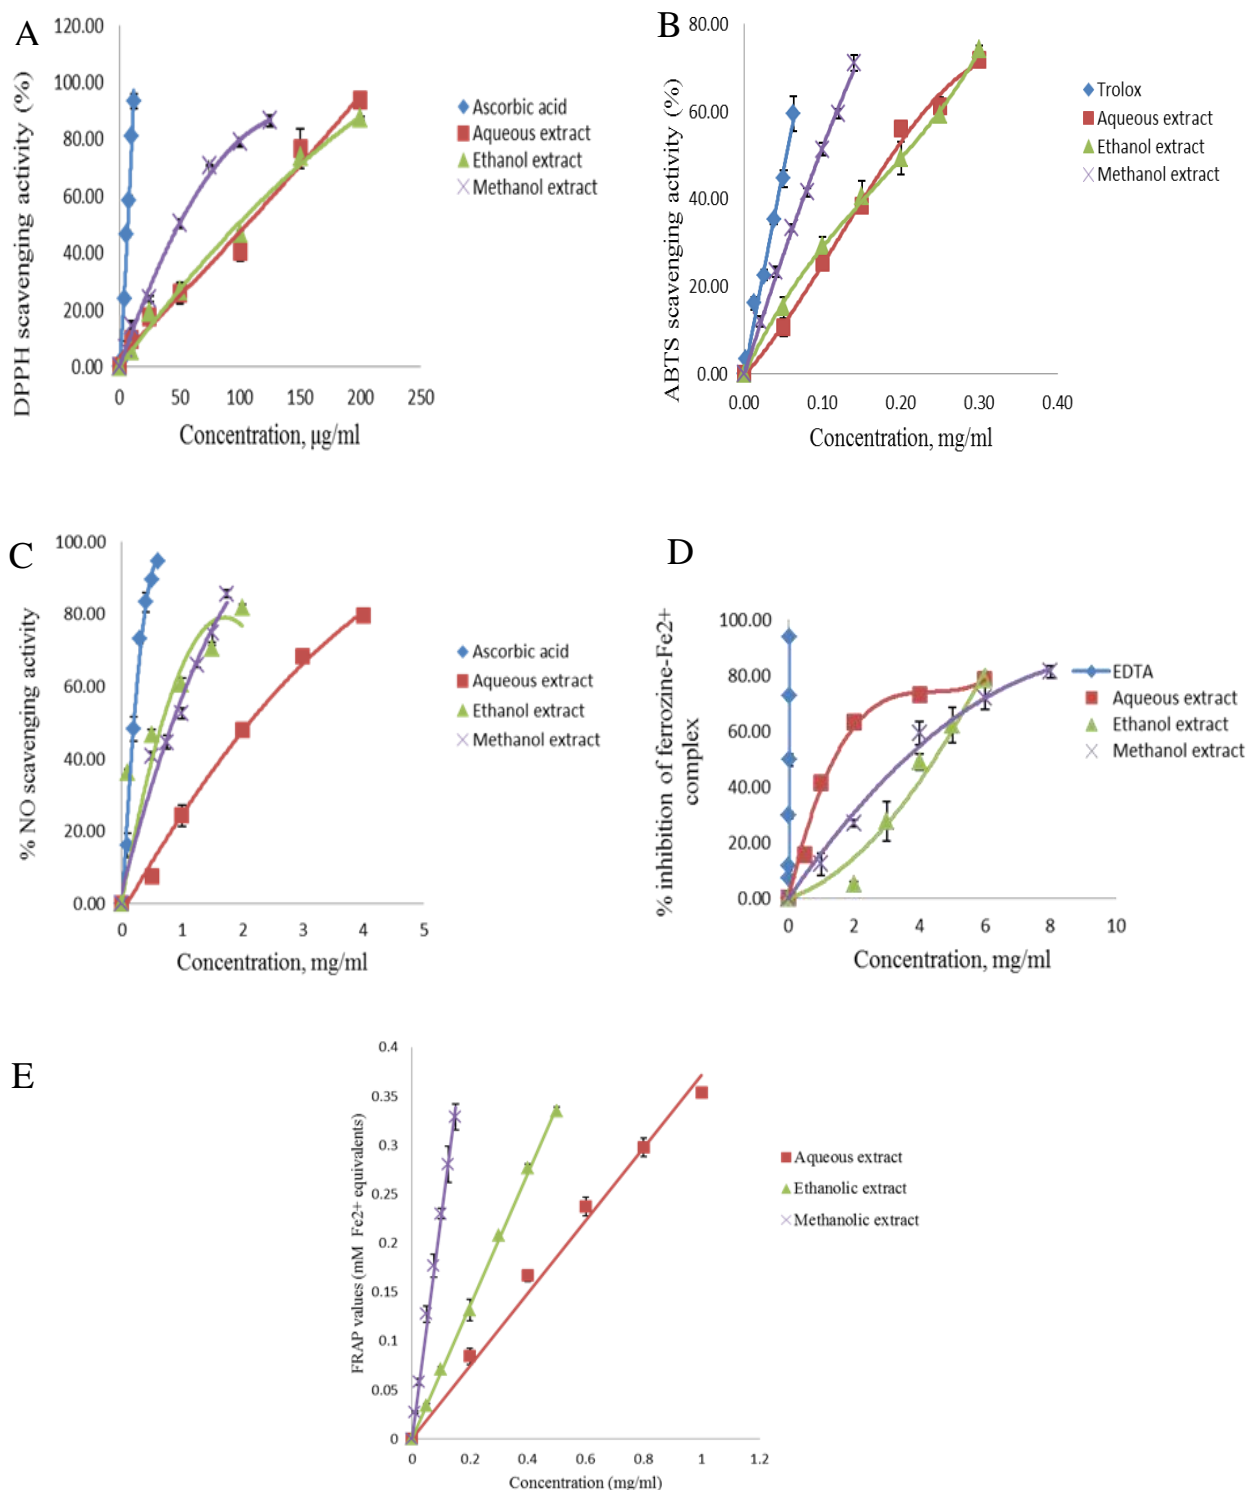 A
DPPH scavenging activity (%)
120.00
100.00
80.00
60.00
40.00
20.00
0.00
0 50 100 150 200 250
Concentration, µg/ml
Ascorbic acid
Aqueous extract
Ethanol extract
Methanol extract
B
ABTS scavenging activity (%)
80.00
60.00
40.00
20.00
0.00
0.00 0.10 0.20 0.30 0.40
Concentration, mg/ml
Trolox
Aqueous extract
Ethanol extract
Methanol extract
C
% NO scavenging activity
100.00
80.00
60.00
40.00
20.00
0.00
0 1 2 3 4 5
Concentration, mg/ml
Ascorbic acid
Aqueous extract
Ethanol extract
Methanol extract
D
% inhibition of ferrozine-Fe2+
complex
100.00
80.00
60.00
40.00
20.00
0.00
0 2 4 6 8 10
Concentration, mg/ml
EDTA
Aqueous extract
Ethanol extract
Methanol extract
E
FRAP values (mM Fe2+ equivalents)
0.4
0.35
0.3
0.25
0.2
0.15
0.1
0.05
0
0 0.2 0.4 0.6 0.8 1 1.2
Concentration (mg/ml)
Aqueous extract
Ethanolic extract
Methanolic extract